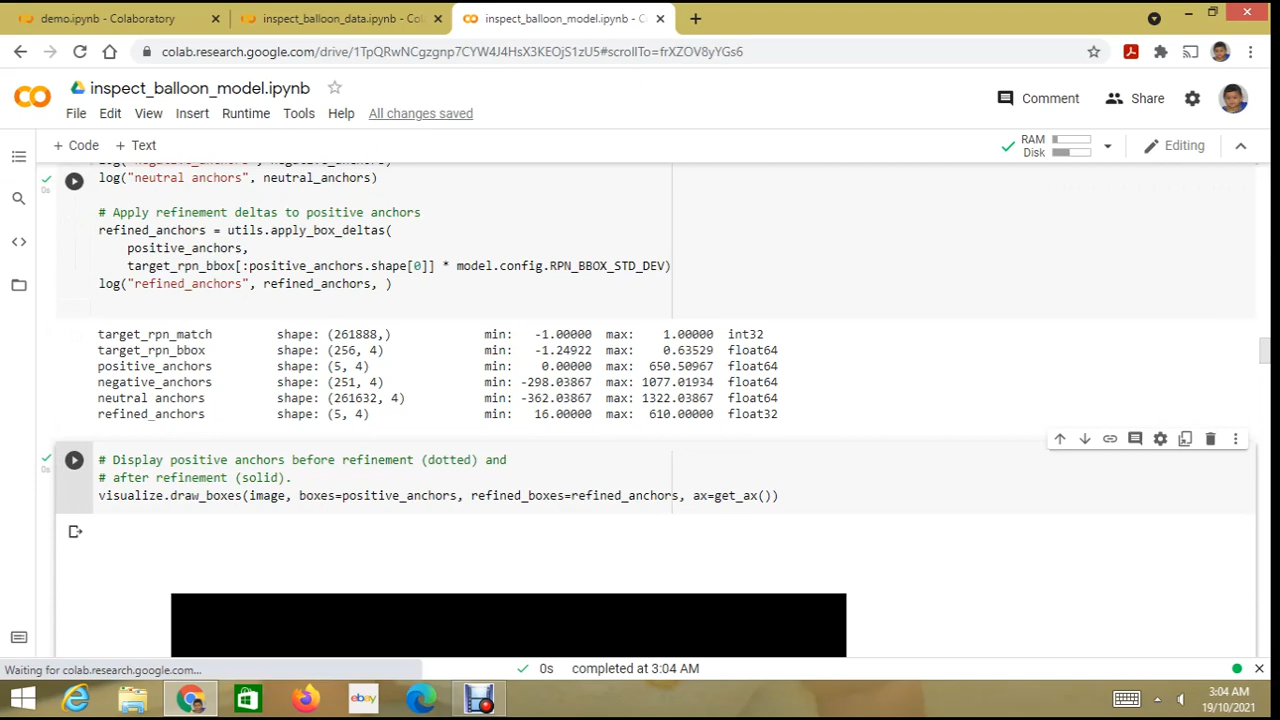 demo.ipynb - Colaboratory
inspect_balloon_data.ipynb - Col
inspect_balloon_model.ipynb - C
colab.research.google.com/drive/1TpQRwNCgzgnp7CYW4J4HsX3KEOjS1zU5#scrollTo=frXZOV8yYGs6
inspect_balloon_model.ipynb
Comment
Share
File Edit View Insert Runtime Tools Help All changes saved
+ Code + Text
RAM
Disk
Editing
log("neutral anchors", neutral_anchors)
0s
# Apply refinement deltas to positive anchors
refined_anchors = utils.apply_box_deltas(
positive_anchors,
target_rpn_bbox[:positive_anchors.shape[0]] * model.config.RPN_BBOX_STD_DEV)
log("refined_anchors", refined_anchors, )
target_rpn_match shape: (261888,) min: -1.00000 max: 1.00000 int32
target_rpn_bbox shape: (256, 4) min: -1.24922 max: 0.63529 float64
positive_anchors shape: (5, 4) min: 0.00000 max: 650.50967 float64
negative_anchors shape: (251, 4) min: -298.03867 max: 1077.01934 float64
neutral anchors shape: (261632, 4) min: -362.03867 max: 1322.03867 float64
refined_anchors shape: (5, 4) min: 16.00000 max: 610.00000 float32
# Display positive anchors before refinement (dotted) and
0s
# after refinement (solid).
visualize.draw_boxes(image, boxes=positive_anchors, refined_boxes=refined_anchors, ax=get_ax())
Waiting for colab.research.google.com...
0s completed at 3:04 AM
ebay
3:04 AM
19/10/2021